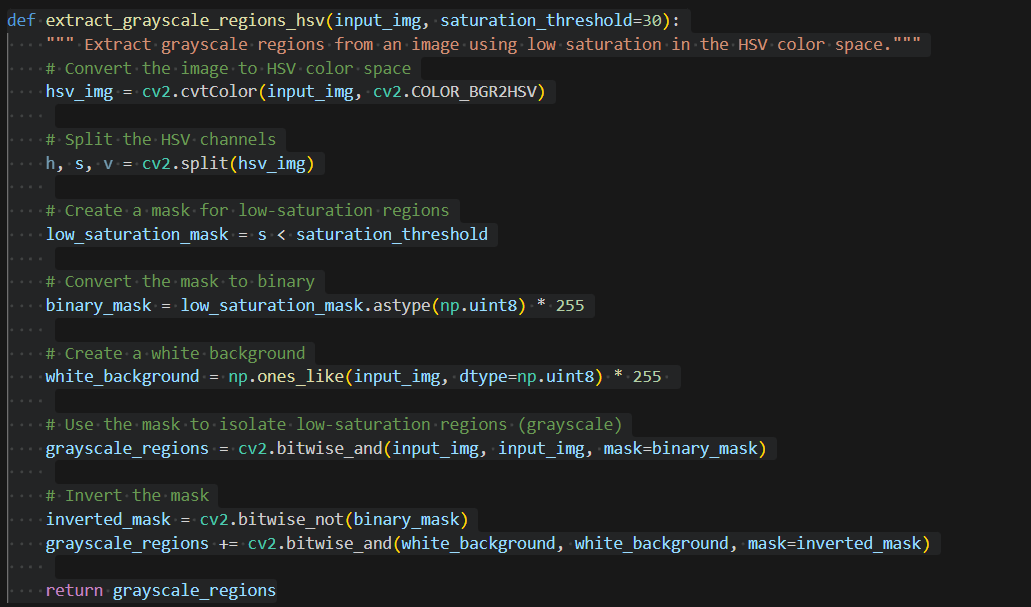 def extract_grayscale_regions_hsv(input_img, saturation_threshold=30):
    """ Extract grayscale regions from an image using low saturation in the HSV color space."""
    # Convert the image to HSV color space
    hsv_img = cv2.cvtColor(input_img, cv2.COLOR_BGR2HSV)
    # Split the HSV channels
    h, s, v = cv2.split(hsv_img)
    # Create a mask for low-saturation regions
    low_saturation_mask = s < saturation_threshold
    # Convert the mask to binary
    binary_mask = low_saturation_mask.astype(np.uint8) * 255
    # Create a white background
    white_background = np.ones_like(input_img, dtype=np.uint8) * 255
    # Use the mask to isolate low-saturation regions (grayscale)
    grayscale_regions = cv2.bitwise_and(input_img, input_img, mask=binary_mask)
    # Invert the mask
    inverted_mask = cv2.bitwise_not(binary_mask)
    grayscale_regions += cv2.bitwise_and(white_background, white_background, mask=inverted_mask)
    return grayscale_regions